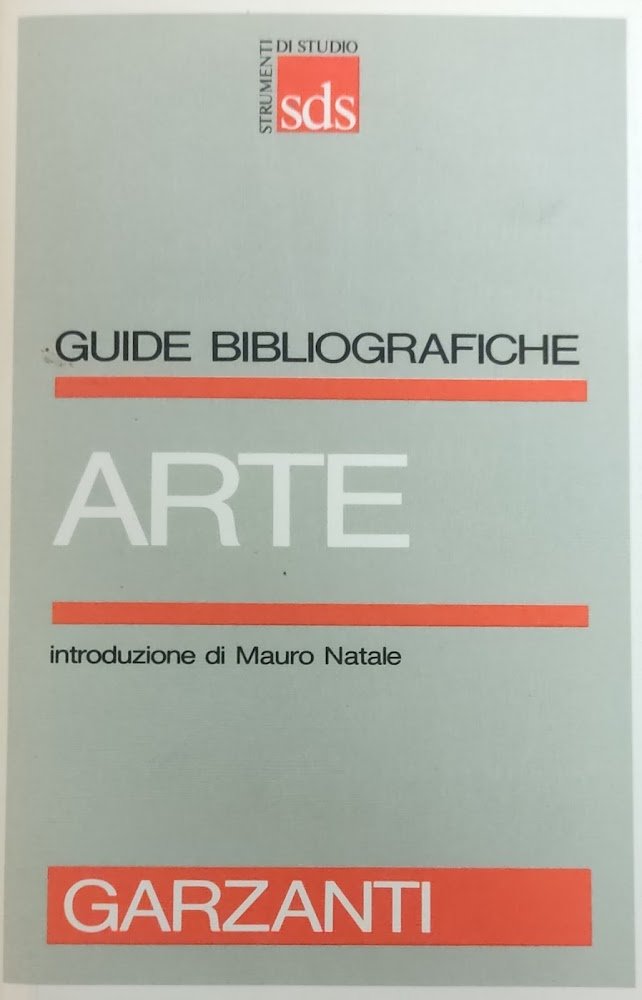 STRUMENTI
DI STUDIO
sds
GUIDE BIBLIOGRAFICHE
ARTE
introduzione di Mauro Natale
GARZANTI